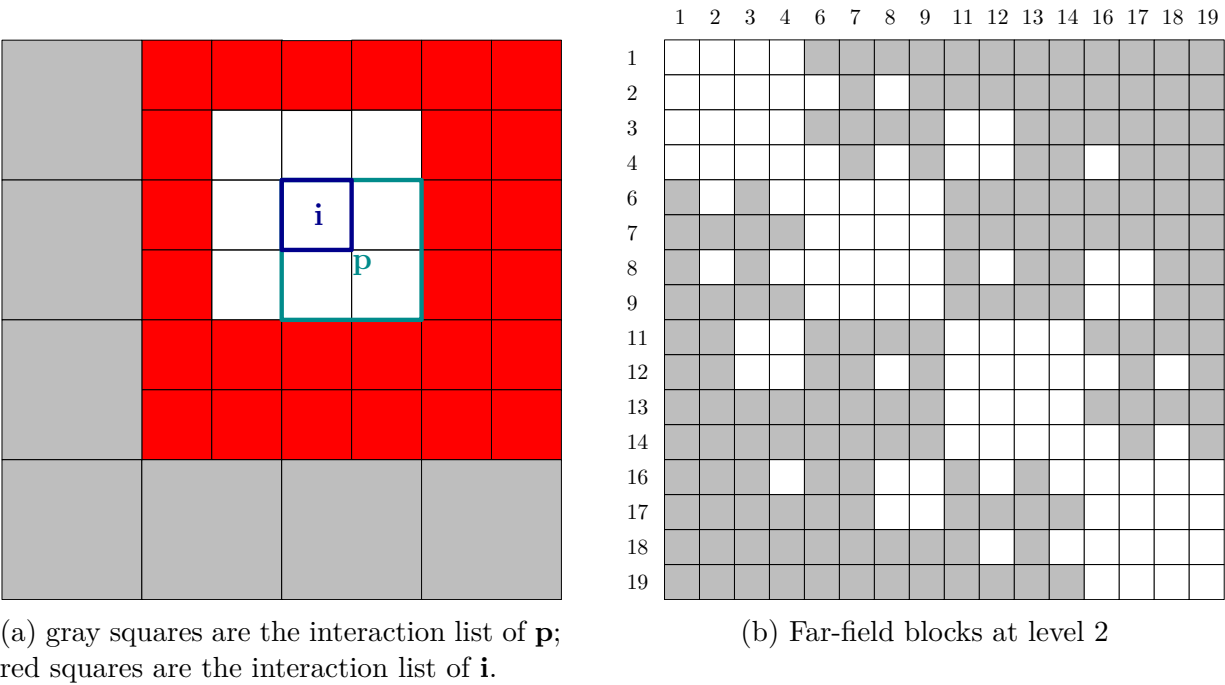 1 2 3 4 6 7 8 9 11 12 13 14 16 17 18 19
1
2
3
4
6
7
8
9
11
12
13
14
16
17
18
19
i
p
(a) gray squares are the interaction list of p;
red squares are the interaction list of i.
(b) Far-field blocks at level 2